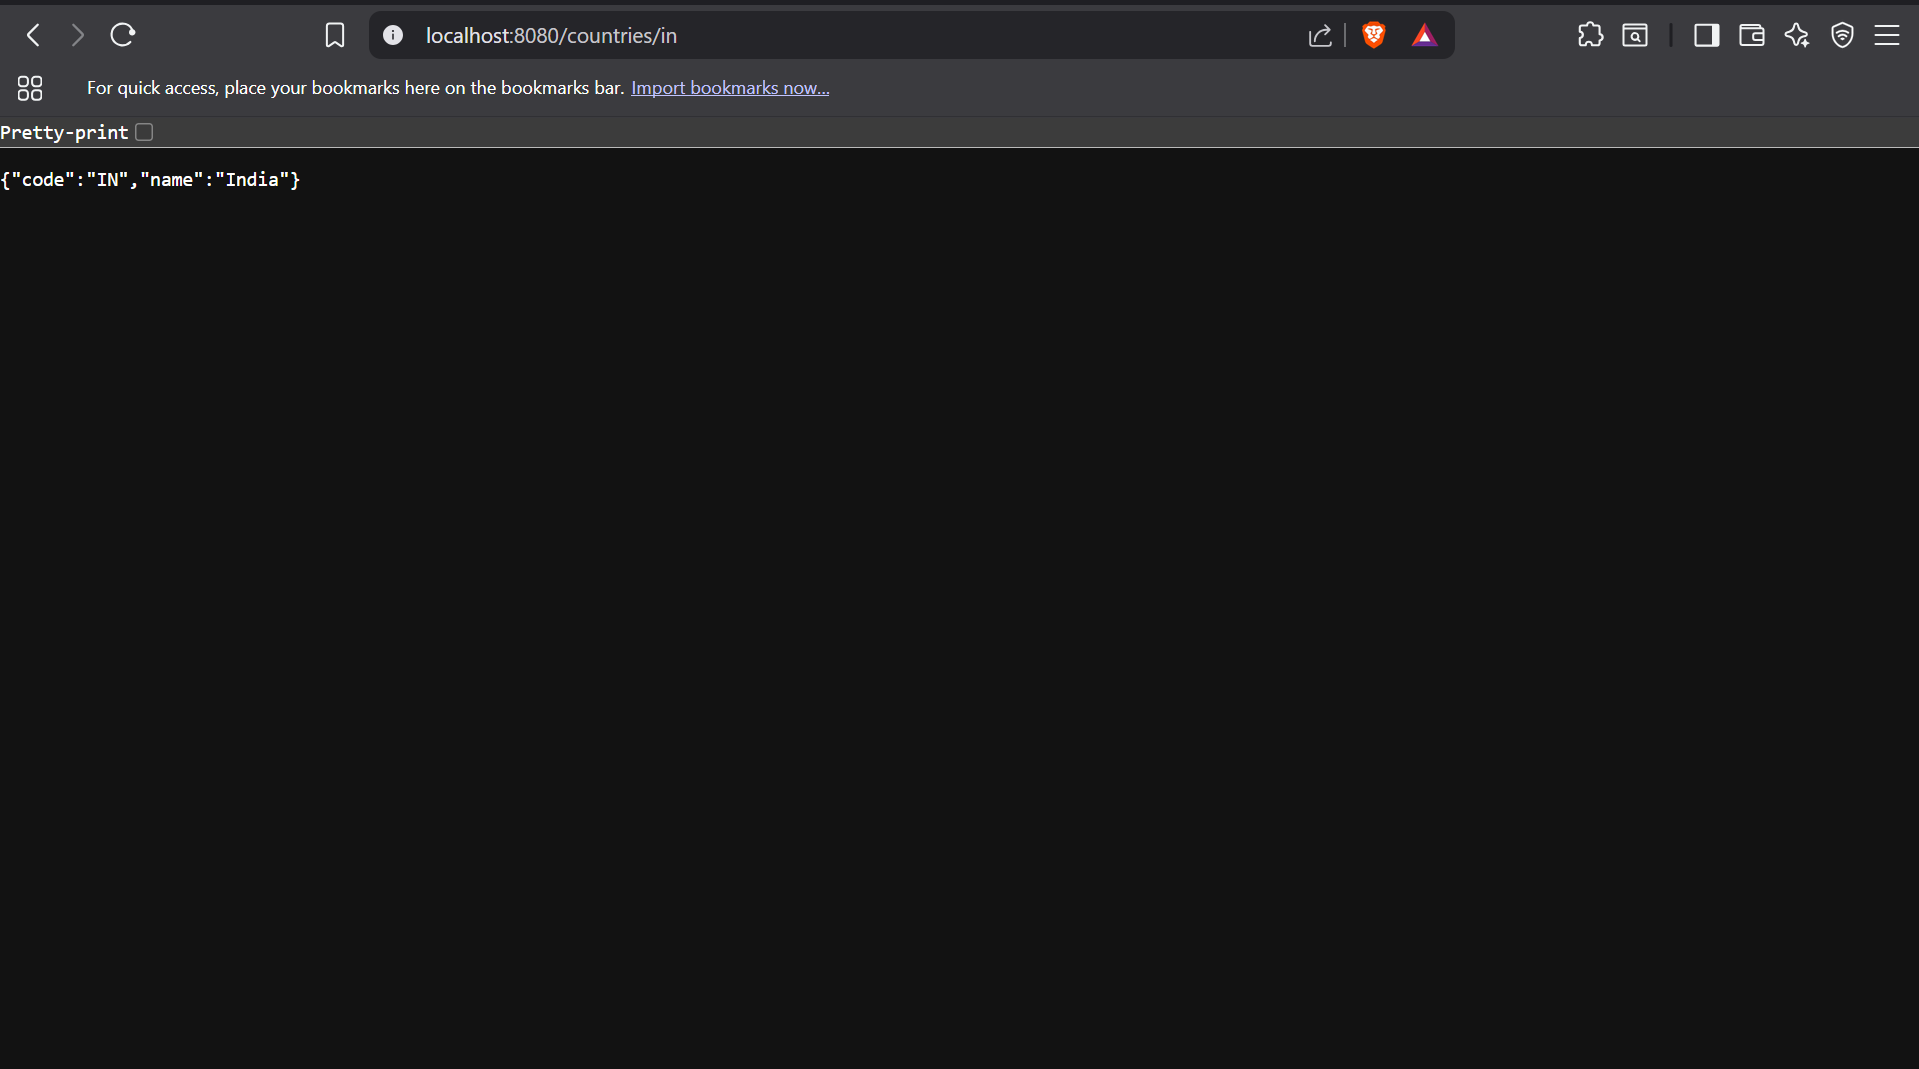 localhost:8080/countries/in
For quick access, place your bookmarks here on the bookmarks bar. Import bookmarks now...
Pretty-print
{"code":"IN","name":"India"}